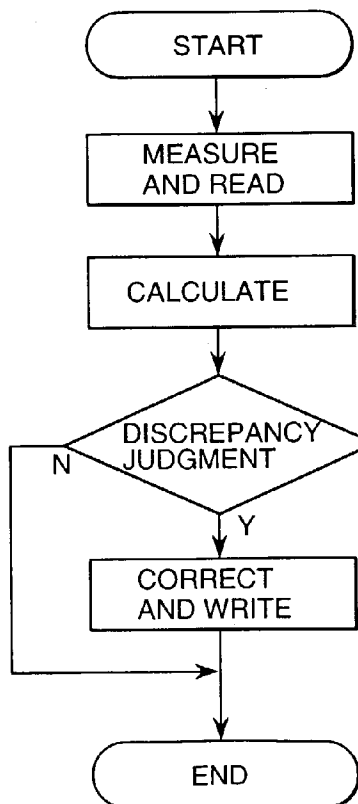 START
MEASURE
AND READ
CALCULATE
DISCREPANCY
JUDGMENT
N
Y
CORRECT
AND WRITE
END